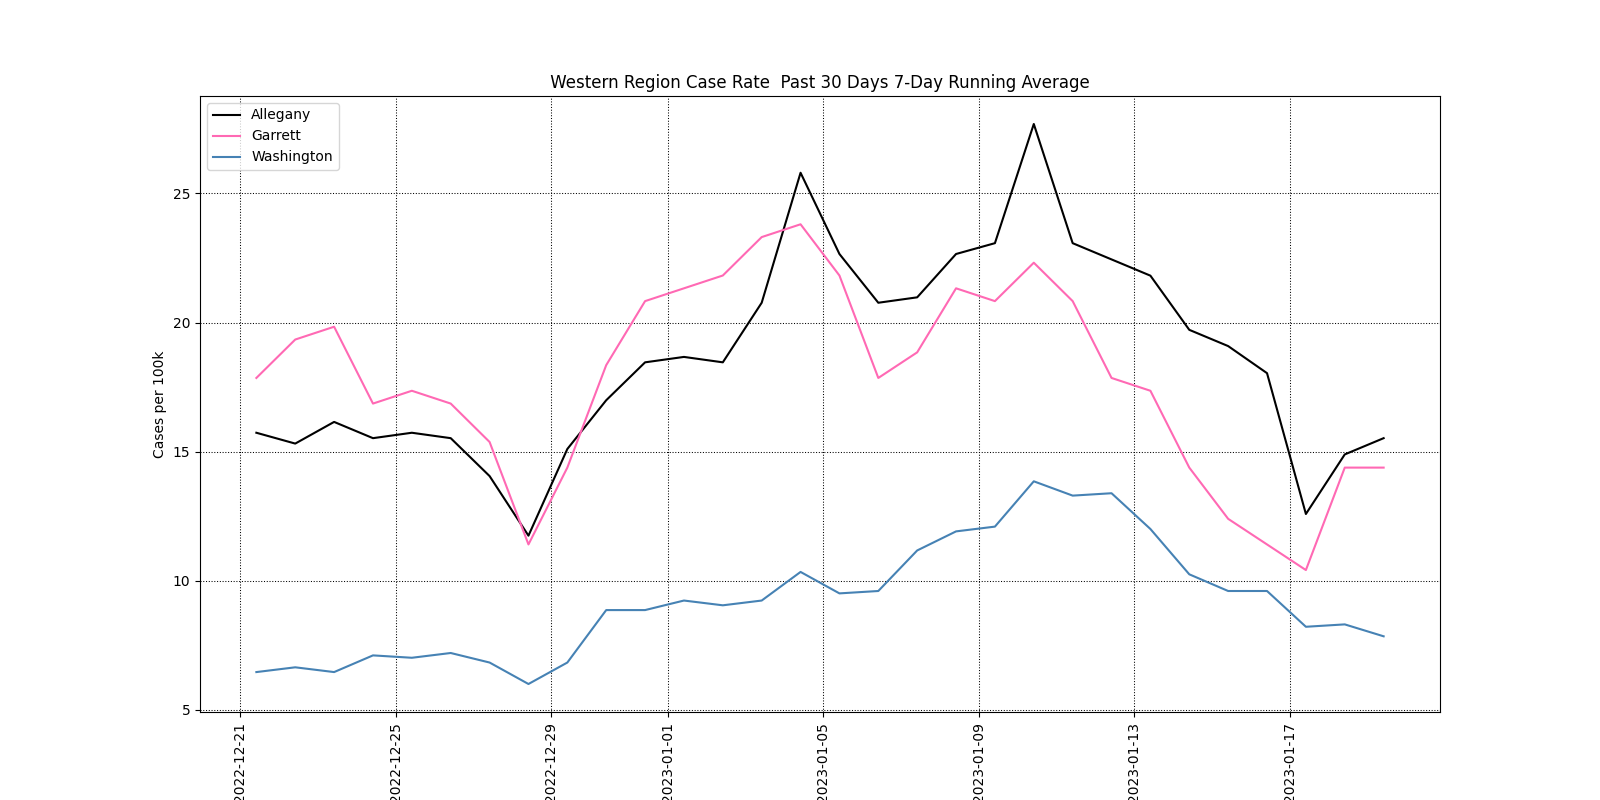 Western Region Case Rate  Past 30 Days 7-Day Running Average
Allegany
Garrett
Washington
Cases per 100k
25
20
15
10
5
2022-12-21
2022-12-25
2022-12-29
2023-01-01
2023-01-05
2023-01-09
2023-01-13
2023-01-17